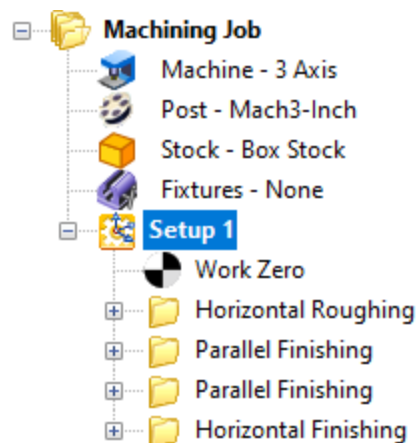 Machining Job
Machine - 3 Axis
Post - Mach3-Inch
Stock - Box Stock
Fixtures - None
Setup 1
Work Zero
Horizontal Roughing
Parallel Finishing
Parallel Finishing
Horizontal Finishing